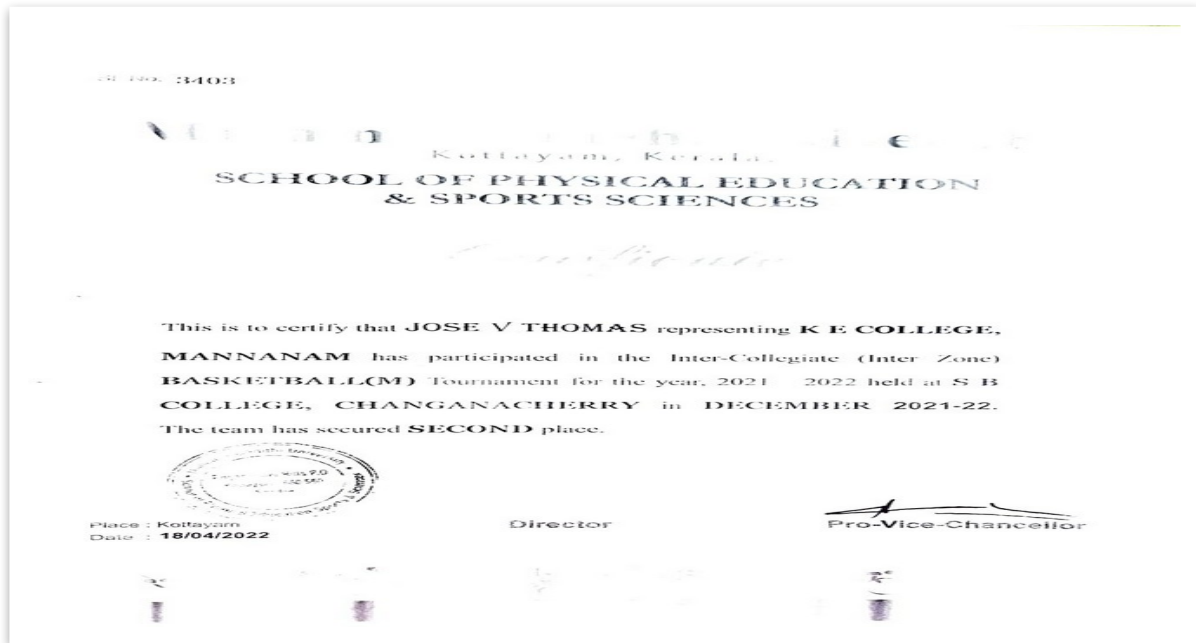 Sl. No. 3403
Kottayam, Kerala.
SCHOOL OF PHYSICAL EDUCATION
& SPORTS SCIENCES
Certificate
This is to certify that JOSE V THOMAS representing K E COLLEGE,
MANNANAM has participated in the Inter-Collegiate (Inter Zone)
BASKETBALL(M) Tournament for the year, 2021 2022 held at S B
COLLEGE, CHANGANACHERRY in DECEMBER 2021-22.
The team has secured SECOND place.
Place : Kottayam
Date : 18/04/2022
Director
Pro-Vice-Chancellor